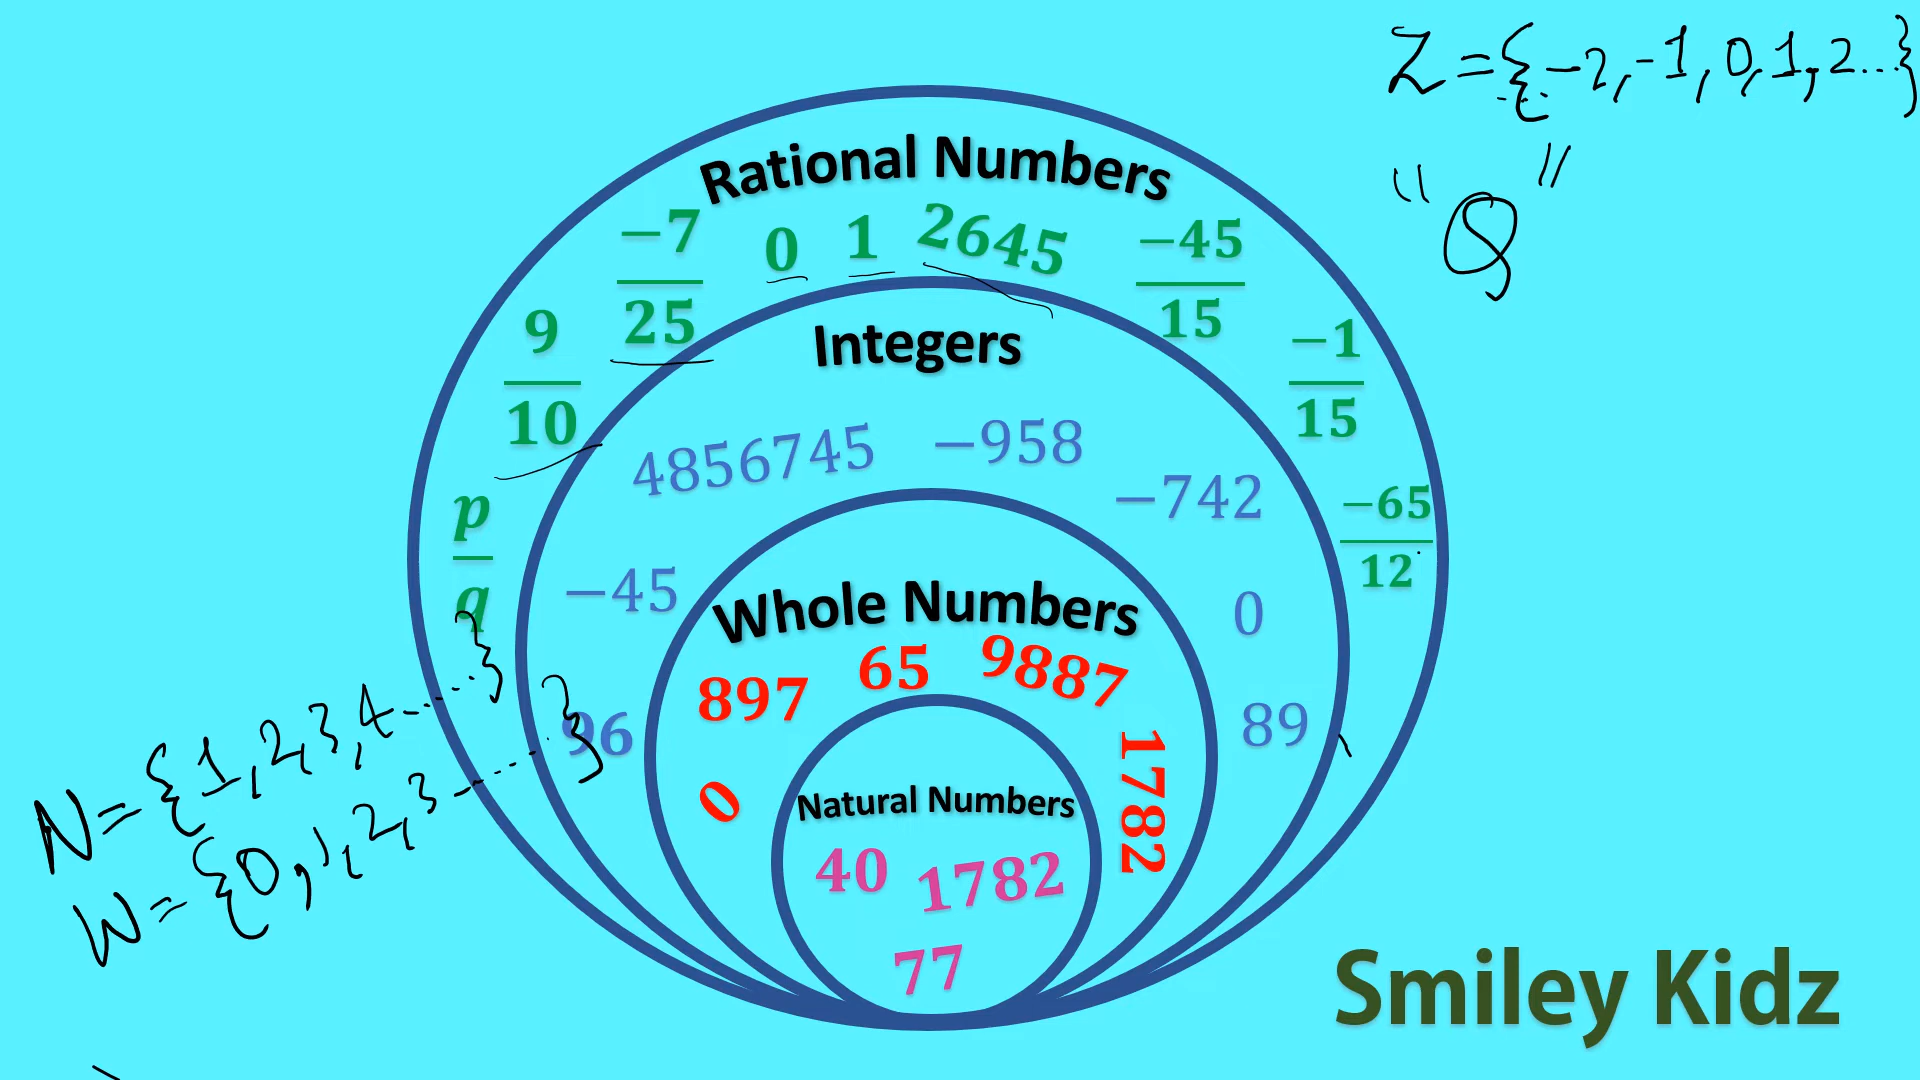 Z = {-2, -1, 0, 1, 2...}
"Q"
Rational Numbers
9/10
-7/25
0
1
2645
-45/15
-1/15
-65/12
p/q
Integers
4856745
-958
-742
-45
0
96
89
Whole Numbers
897
65
9887
0
1782
Natural Numbers
40
1782
77
N = {1, 2, 3, 4......}
W = {0, 1, 2, 3......}
Smiley Kidz